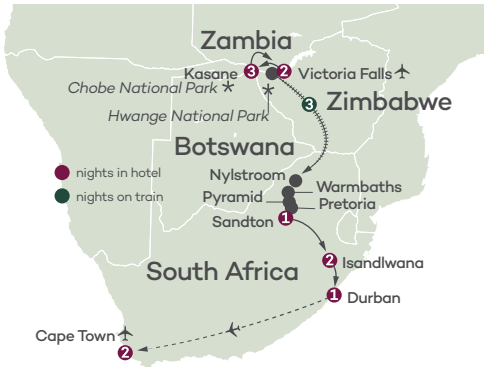 Zambia
Kasane
3
2
Victoria Falls
Chobe National Park
Hwange National Park
3
Zimbabwe
Botswana
nights in hotel
nights on train
Nylstroom
Warmbaths
Pyramid
Pretoria
Sandton
1
2
Isandlwana
South Africa
1
Durban
Cape Town
2